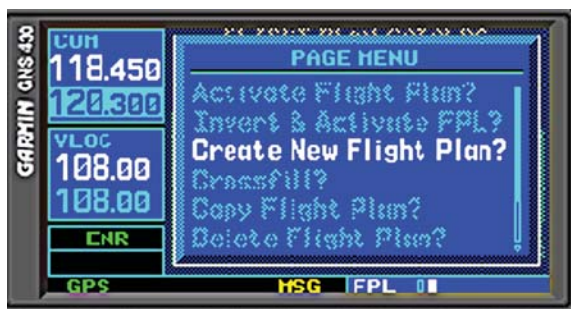 GARMIN GNS 430
COM
118.450
120.300
VLOC
108.00
108.00
ENR
GPS
PAGE MENU
Activate Flight Plan?
Invert & Activate FPL?
Create New Flight Plan?
Crossfill?
Copy Flight Plan?
Delete Flight Plan?
MSG
FPL